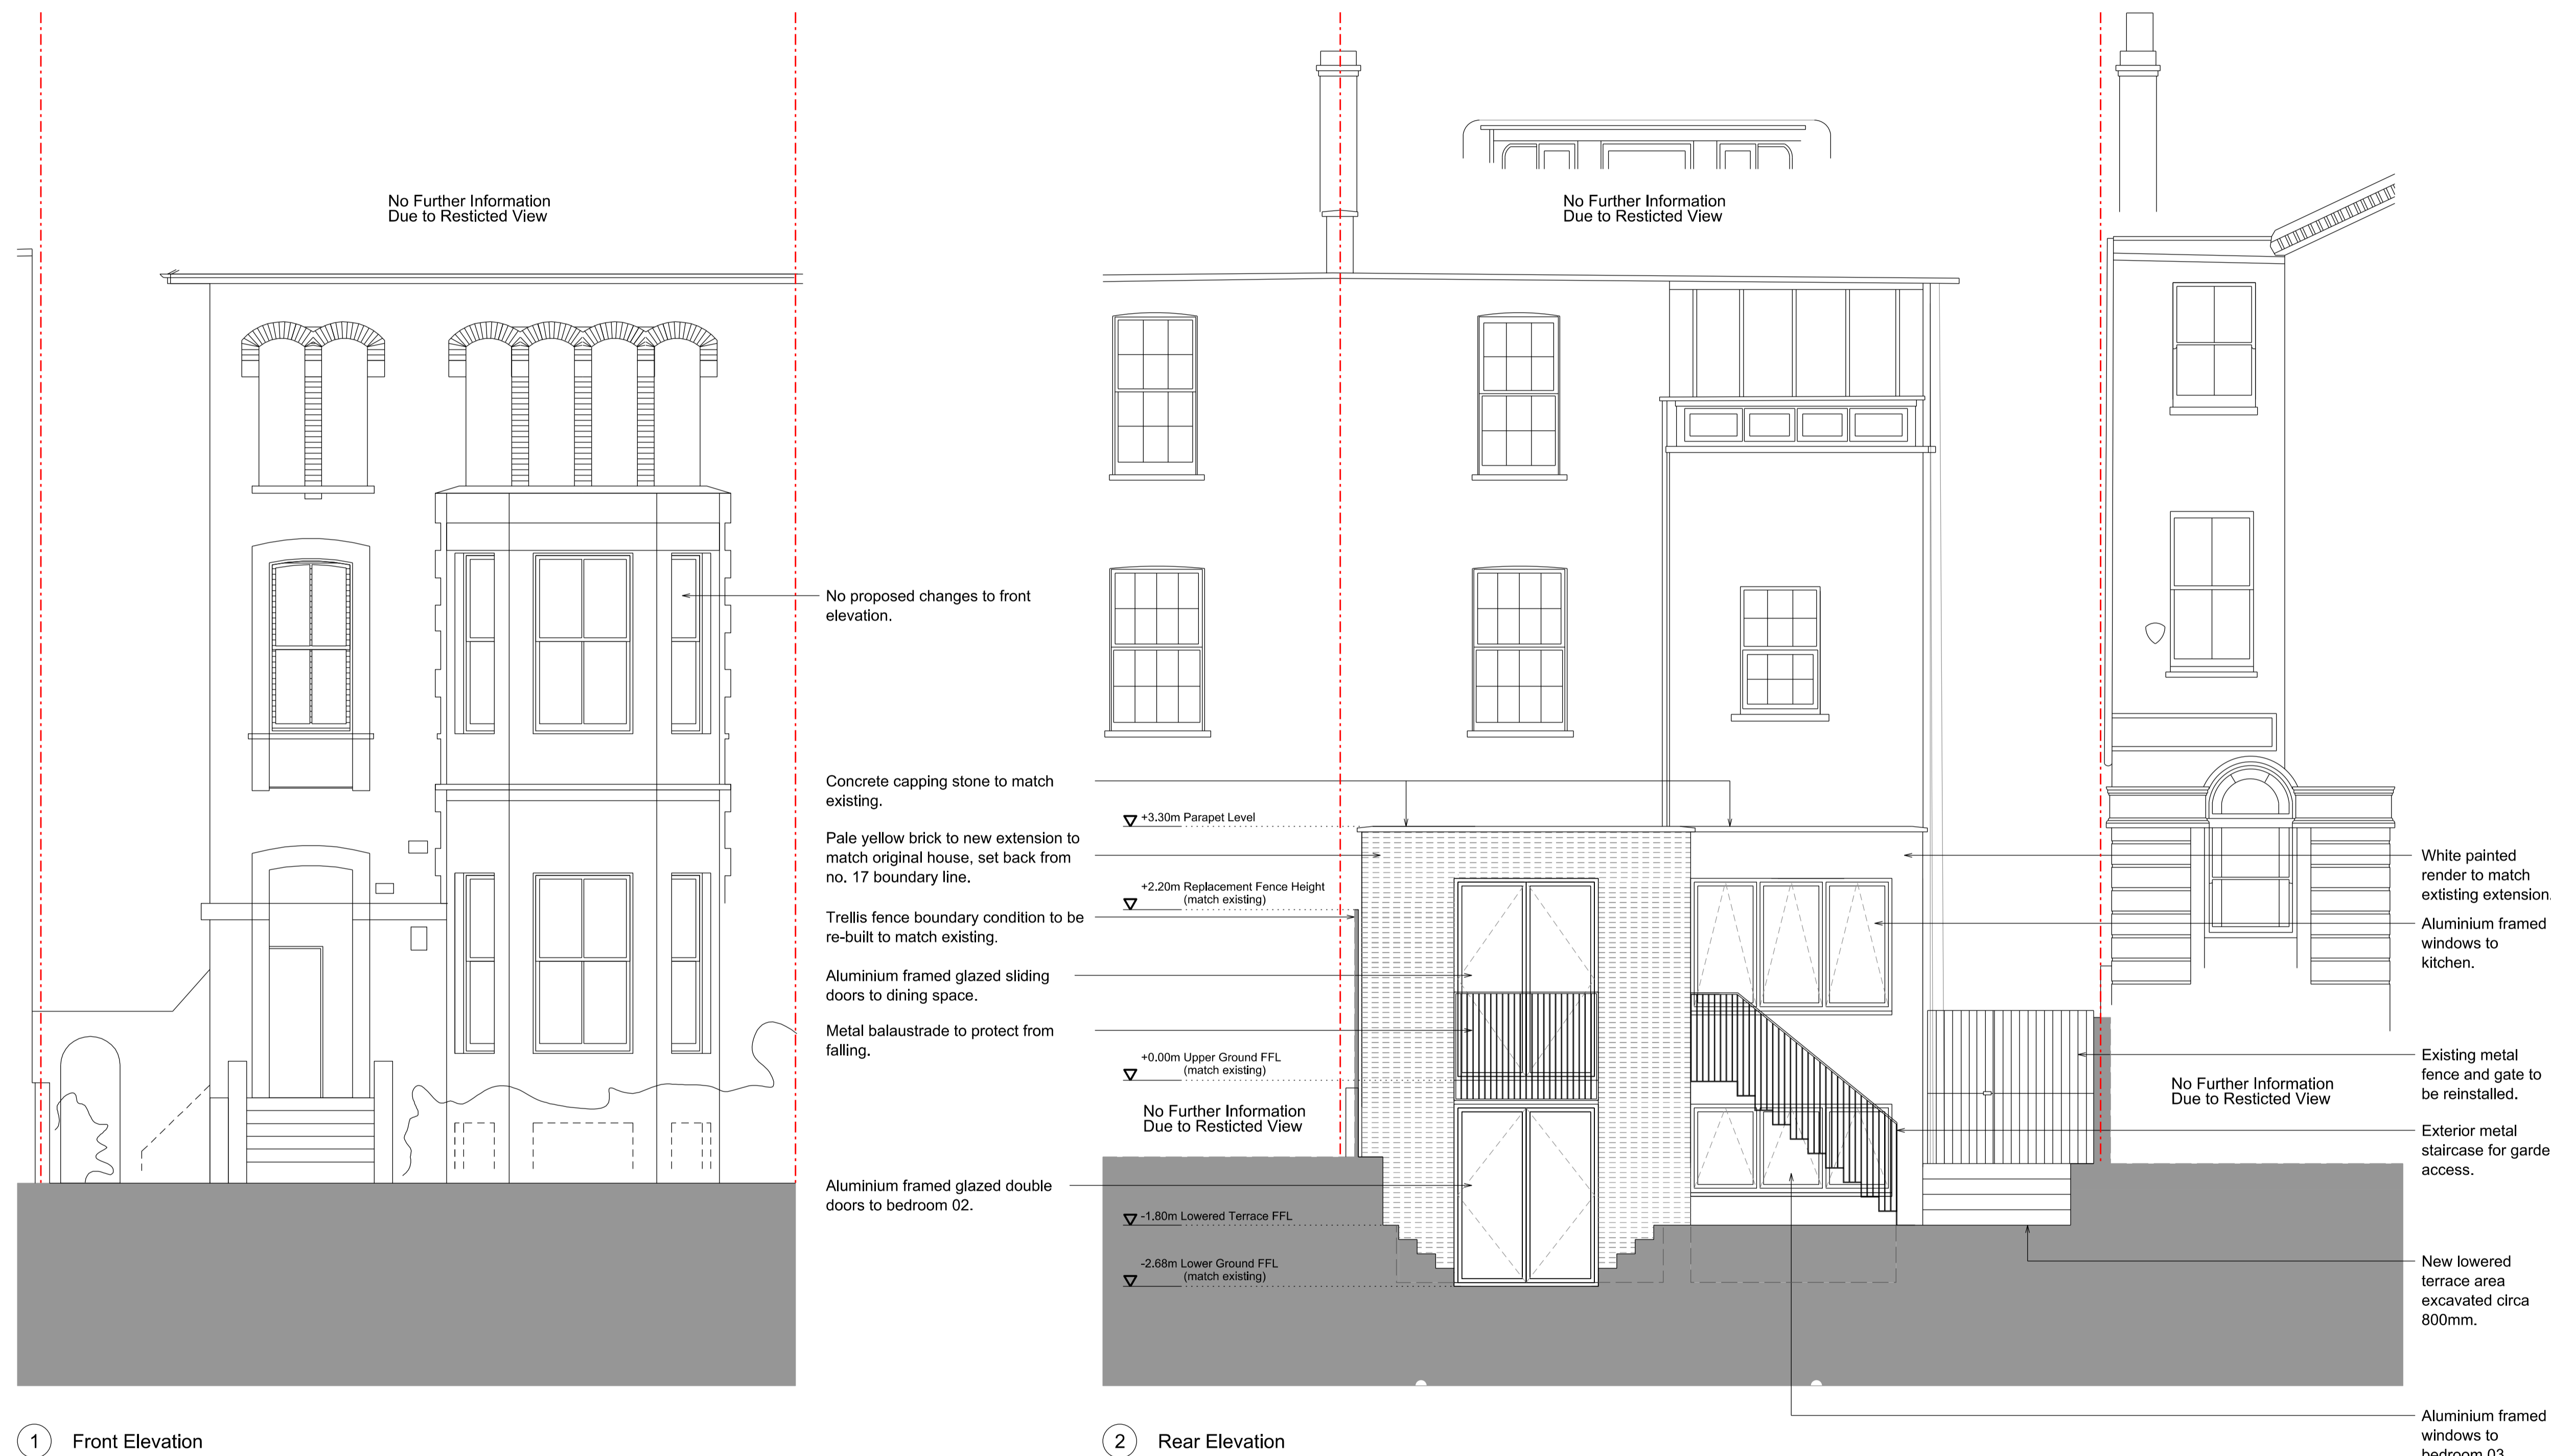 No Further Information
Due to Resticted View
No proposed changes to front
elevation.
Concrete capping stone to match
existing.
Pale yellow brick to new extension to
match original house, set back from
no. 17 boundary line.
Trellis fence boundary condition to be
re-built to match existing.
Aluminium framed glazed sliding
doors to dining space.
Metal balaustrade to protect from
falling.
Aluminium framed glazed double
doors to bedroom 02.
1 Front Elevation
No Further Information
Due to Resticted View
+3.30m Parapet Level
+2.20m Replacement Fence Height
(match existing)
+0.00m Upper Ground FFL
(match existing)
No Further Information
Due to Resticted View
-1.80m Lowered Terrace FFL
-2.68m Lower Ground FFL
(match existing)
No Further Information
Due to Resticted View
White painted
render to match
extisting extension.
Aluminium framed
windows to
kitchen.
Existing metal
fence and gate to
be reinstalled.
Exterior metal
staircase for garde
access.
New lowered
terrace area
excavated circa
800mm.
Aluminium framed
windows to
bedroom 03
2 Rear Elevation